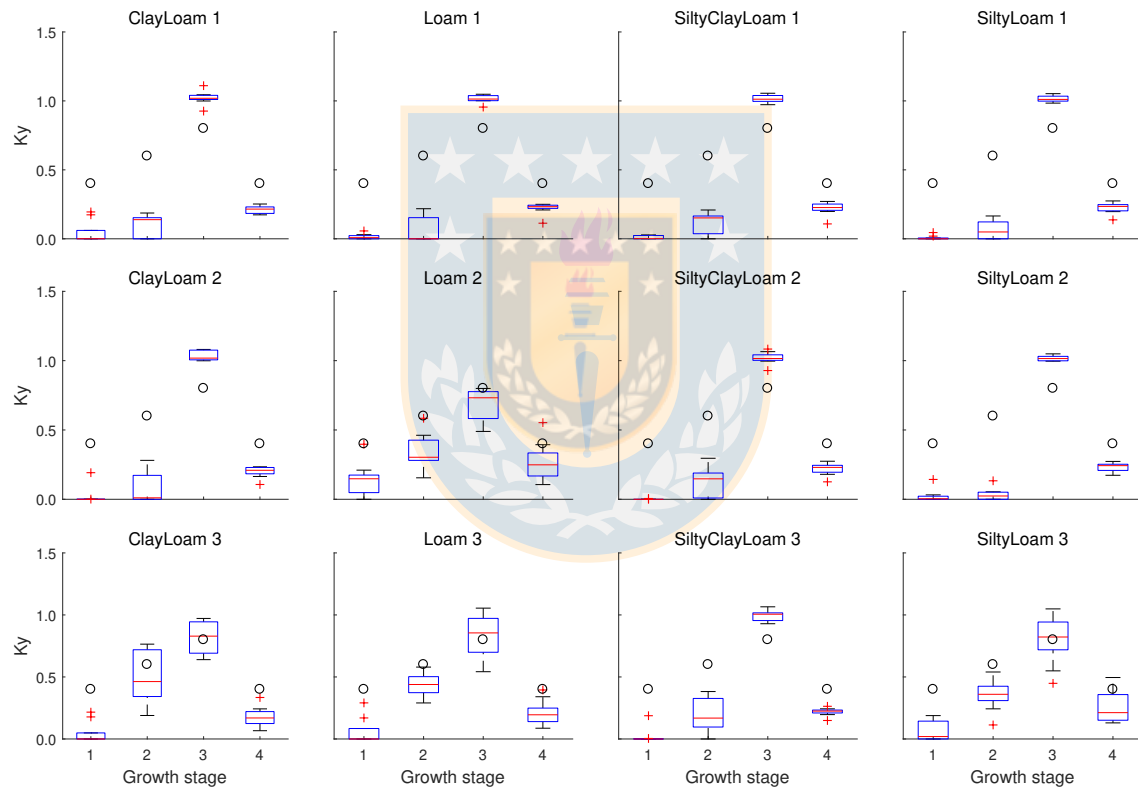 ClayLoam 1 Loam 1 SiltyClayLoam 1 SiltyLoam 1
1.5
1.0
0.5
0.0
Ky
ClayLoam 2 Loam 2 SiltyClayLoam 2 SiltyLoam 2
1.5
1.0
0.5
0.0
Ky
ClayLoam 3 Loam 3 SiltyClayLoam 3 SiltyLoam 3
1.5
1.0
0.5
0.0
Ky
1 2 3 4 1 2 3 4 1 2 3 4 1 2 3 4
Growth stage Growth stage Growth stage Growth stage